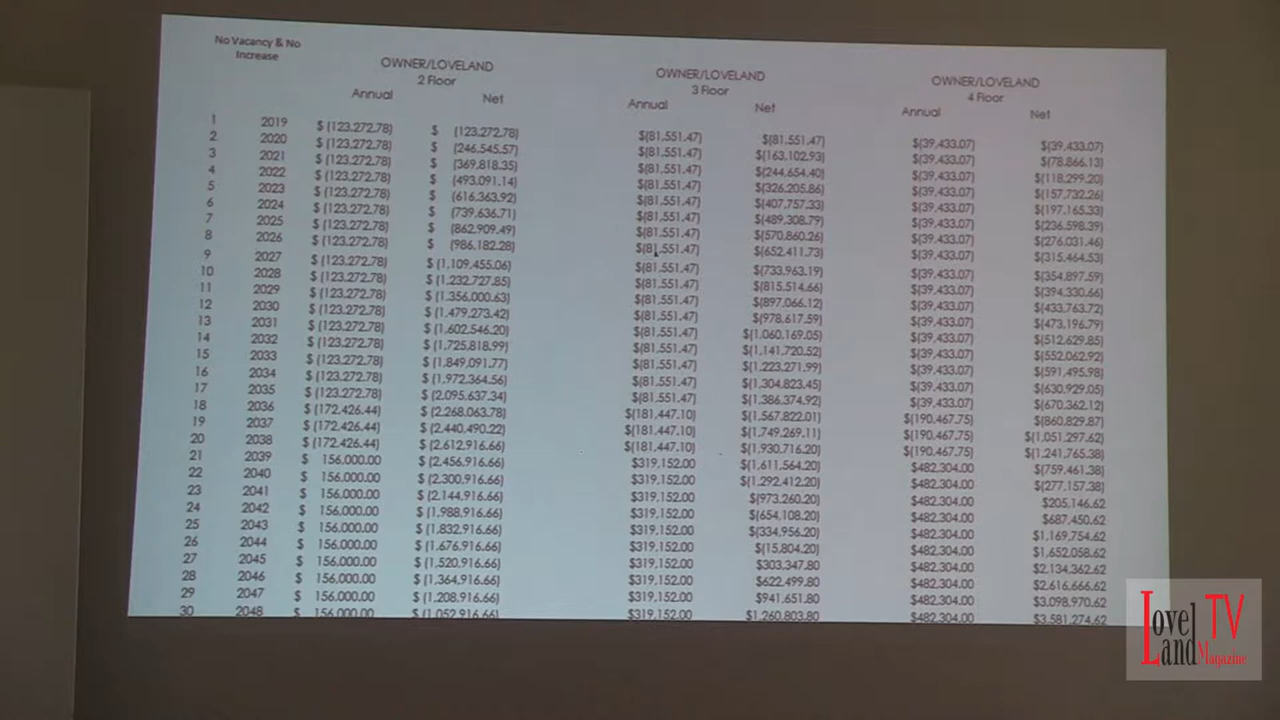 No Vacancy & No
Increase
OWNER/LOVELAND OWNER/LOVELAND OWNER/LOVELAND
2 Floor 3 Floor 4 Floor
Annual Net Annual Net Annual Net
1 2019 $ (123,272.78) $ (123,272.78) $(81,551.47) $(81,551.47) $(39,433.07) $(39,433.07)
2 2020 $ (123,272.78) $ (246,545.57) $(81,551.47) $(163,102.93) $(39,433.07) $(78,866.13)
3 2021 $ (123,272.78) $ (369,818.35) $(81,551.47) $(244,654.40) $(39,433.07) $(118,299.20)
4 2022 $ (123,272.78) $ (493,091.14) $(81,551.47) $(326,205.86) $(39,433.07) $(157,732.26)
5 2023 $ (123,272.78) $ (616,363.92) $(81,551.47) $(407,757.33) $(39,433.07) $(197,165.33)
6 2024 $ (123,272.78) $ (739,636.71) $(81,551.47) $(489,308.79) $(39,433.07) $(236,598.39)
7 2025 $ (123,272.78) $ (862,909.49) $(81,551.47) $(570,860.26) $(39,433.07) $(276,031.46)
8 2026 $ (123,272.78) $ (986,182.28) $(81,551.47) $(652,411.73) $(39,433.07) $(315,464.53)
9 2027 $ (123,272.78) $ (1,109,455.06) $(81,551.47) $(733,963.19) $(39,433.07) $(354,897.59)
10 2028 $ (123,272.78) $ (1,232,727.85) $(81,551.47) $(815,514.66) $(39,433.07) $(394,330.66)
11 2029 $ (123,272.78) $ (1,356,000.63) $(81,551.47) $(897,066.12) $(39,433.07) $(433,763.72)
12 2030 $ (123,272.78) $ (1,479,273.42) $(81,551.47) $(978,617.59) $(39,433.07) $(473,196.79)
13 2031 $ (123,272.78) $ (1,602,546.20) $(81,551.47) $(1,060,169.05) $(39,433.07) $(512,629.85)
14 2032 $ (123,272.78) $ (1,725,818.99) $(81,551.47) $(1,141,720.52) $(39,433.07) $(552,062.92)
15 2033 $ (123,272.78) $ (1,849,091.77) $(81,551.47) $(1,223,271.99) $(39,433.07) $(591,495.98)
16 2034 $ (123,272.78) $ (1,972,364.56) $(81,551.47) $(1,304,823.45) $(39,433.07) $(630,929.05)
17 2035 $ (123,272.78) $ (2,095,637.34) $(81,551.47) $(1,386,374.92) $(39,433.07) $(670,362.12)
18 2036 $ (172,426.44) $ (2,268,063.78) $(181,447.10) $(1,567,822.01) $(190,467.75) $(860,829.87)
19 2037 $ (172,426.44) $ (2,440,490.22) $(181,447.10) $(1,749,269.11) $(190,467.75) $(1,051,297.62)
20 2038 $ (172,426.44) $ (2,612,916.66) $(181,447.10) $(1,930,716.20) $(190,467.75) $(1,241,765.38)
21 2039 $ 156,000.00 $ (2,456,916.66) $319,152.00 $(1,611,564.20) $482,304.00 $(759,461.38)
22 2040 $ 156,000.00 $ (2,300,916.66) $319,152.00 $(1,292,412.20) $482,304.00 $(277,157.38)
23 2041 $ 156,000.00 $ (2,144,916.66) $319,152.00 $(973,260.20) $482,304.00 $205,146.62
24 2042 $ 156,000.00 $ (1,988,916.66) $319,152.00 $(654,108.20) $482,304.00 $687,450.62
25 2043 $ 156,000.00 $ (1,832,916.66) $319,152.00 $(334,956.20) $482,304.00 $1,169,754.62
26 2044 $ 156,000.00 $ (1,676,916.66) $319,152.00 $(15,804.20) $482,304.00 $1,652,058.62
27 2045 $ 156,000.00 $ (1,520,916.66) $319,152.00 $303,347.80 $482,304.00 $2,134,362.62
28 2046 $ 156,000.00 $ (1,364,916.66) $319,152.00 $622,499.80 $482,304.00 $2,616,666.62
29 2047 $ 156,000.00 $ (1,208,916.66) $319,152.00 $941,651.80 $482,304.00 $3,098,970.62
30 2048 $ 156,000.00 $ (1,052,916.66) $319,152.00 $1,260,803.80 $482,304.00 $3,581,274.62
LoveLand TV
Magazine